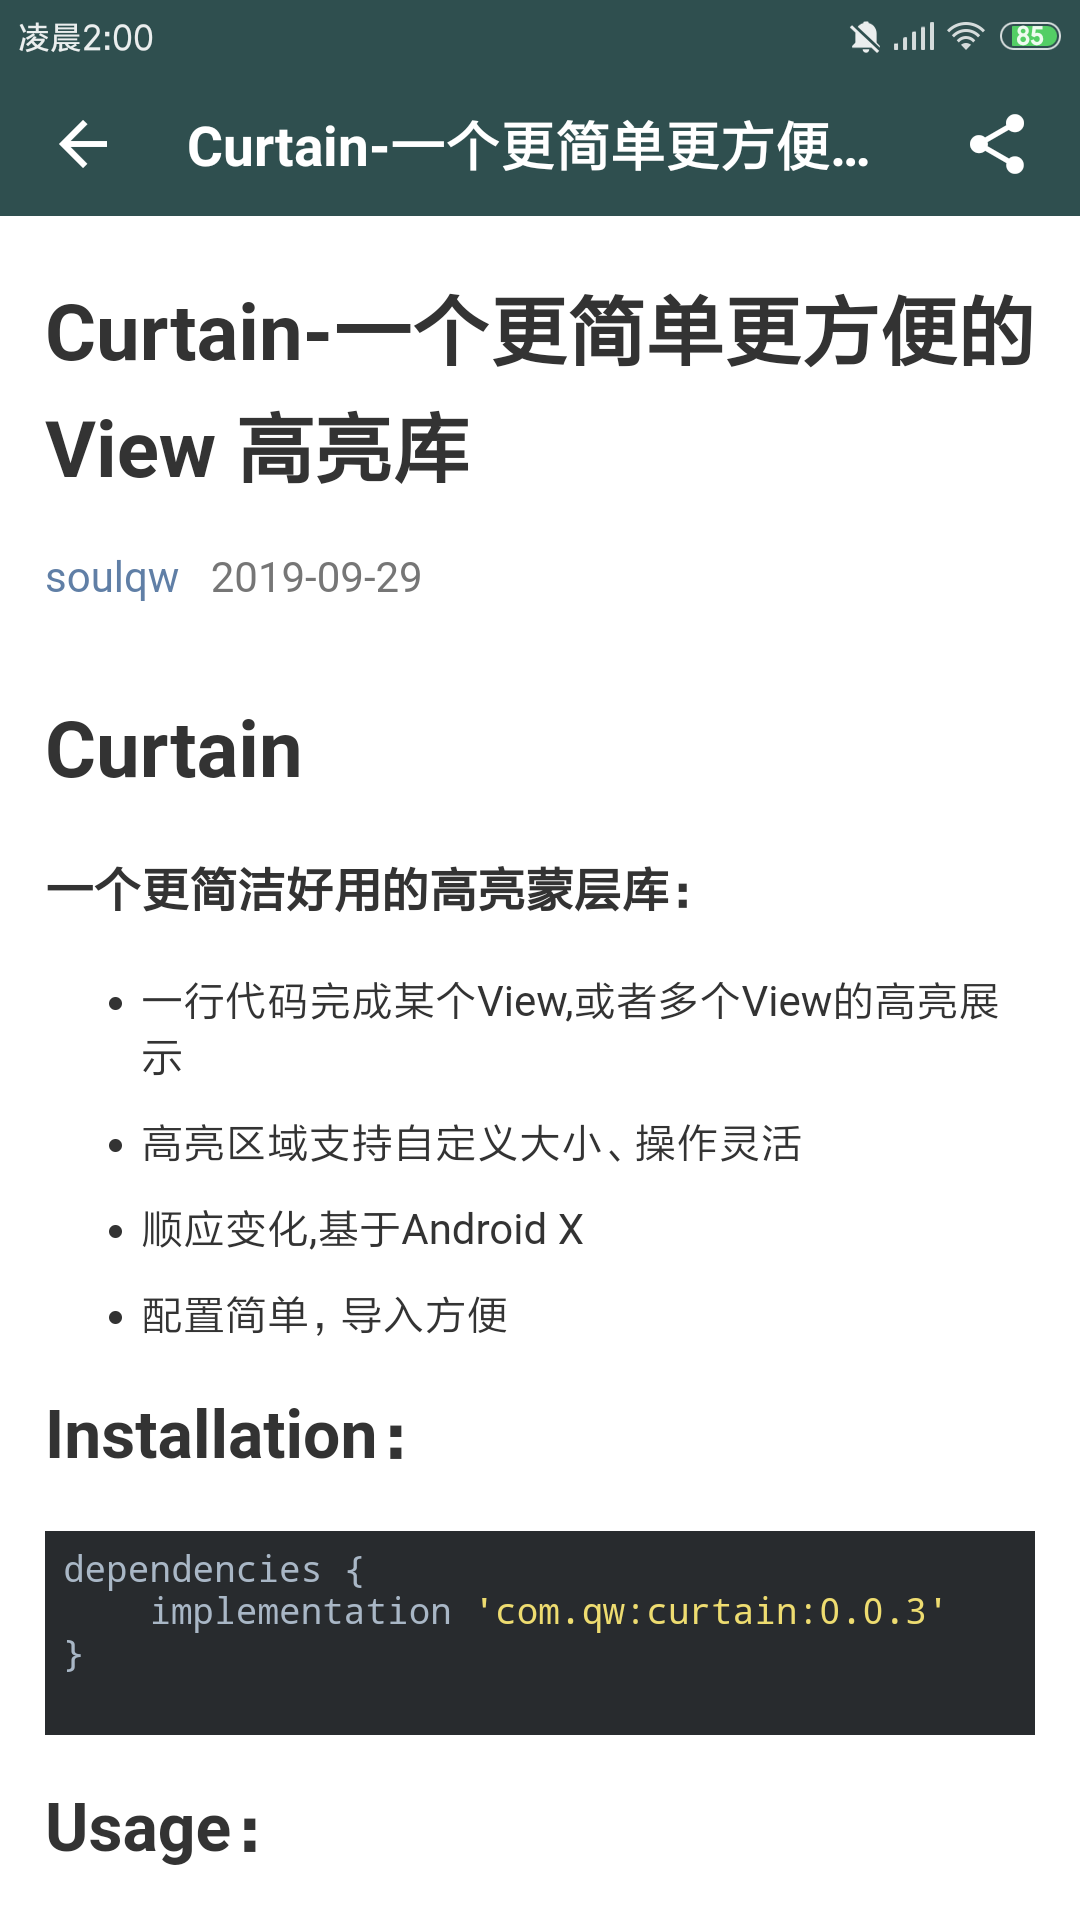 凌晨2:00
85
Curtain-一个更简单更方便...
Curtain-一个更简单更方便的
View 高亮库
soulqw 2019-09-29
Curtain
一个更简洁好用的高亮蒙层库：
• 一行代码完成某个View,或者多个View的高亮展
示
• 高亮区域支持自定义大小、操作灵活
• 顺应变化,基于Android X
• 配置简单，导入方便
Installation：
dependencies {
    implementation 'com.qw:curtain:0.0.3'
}
Usage：